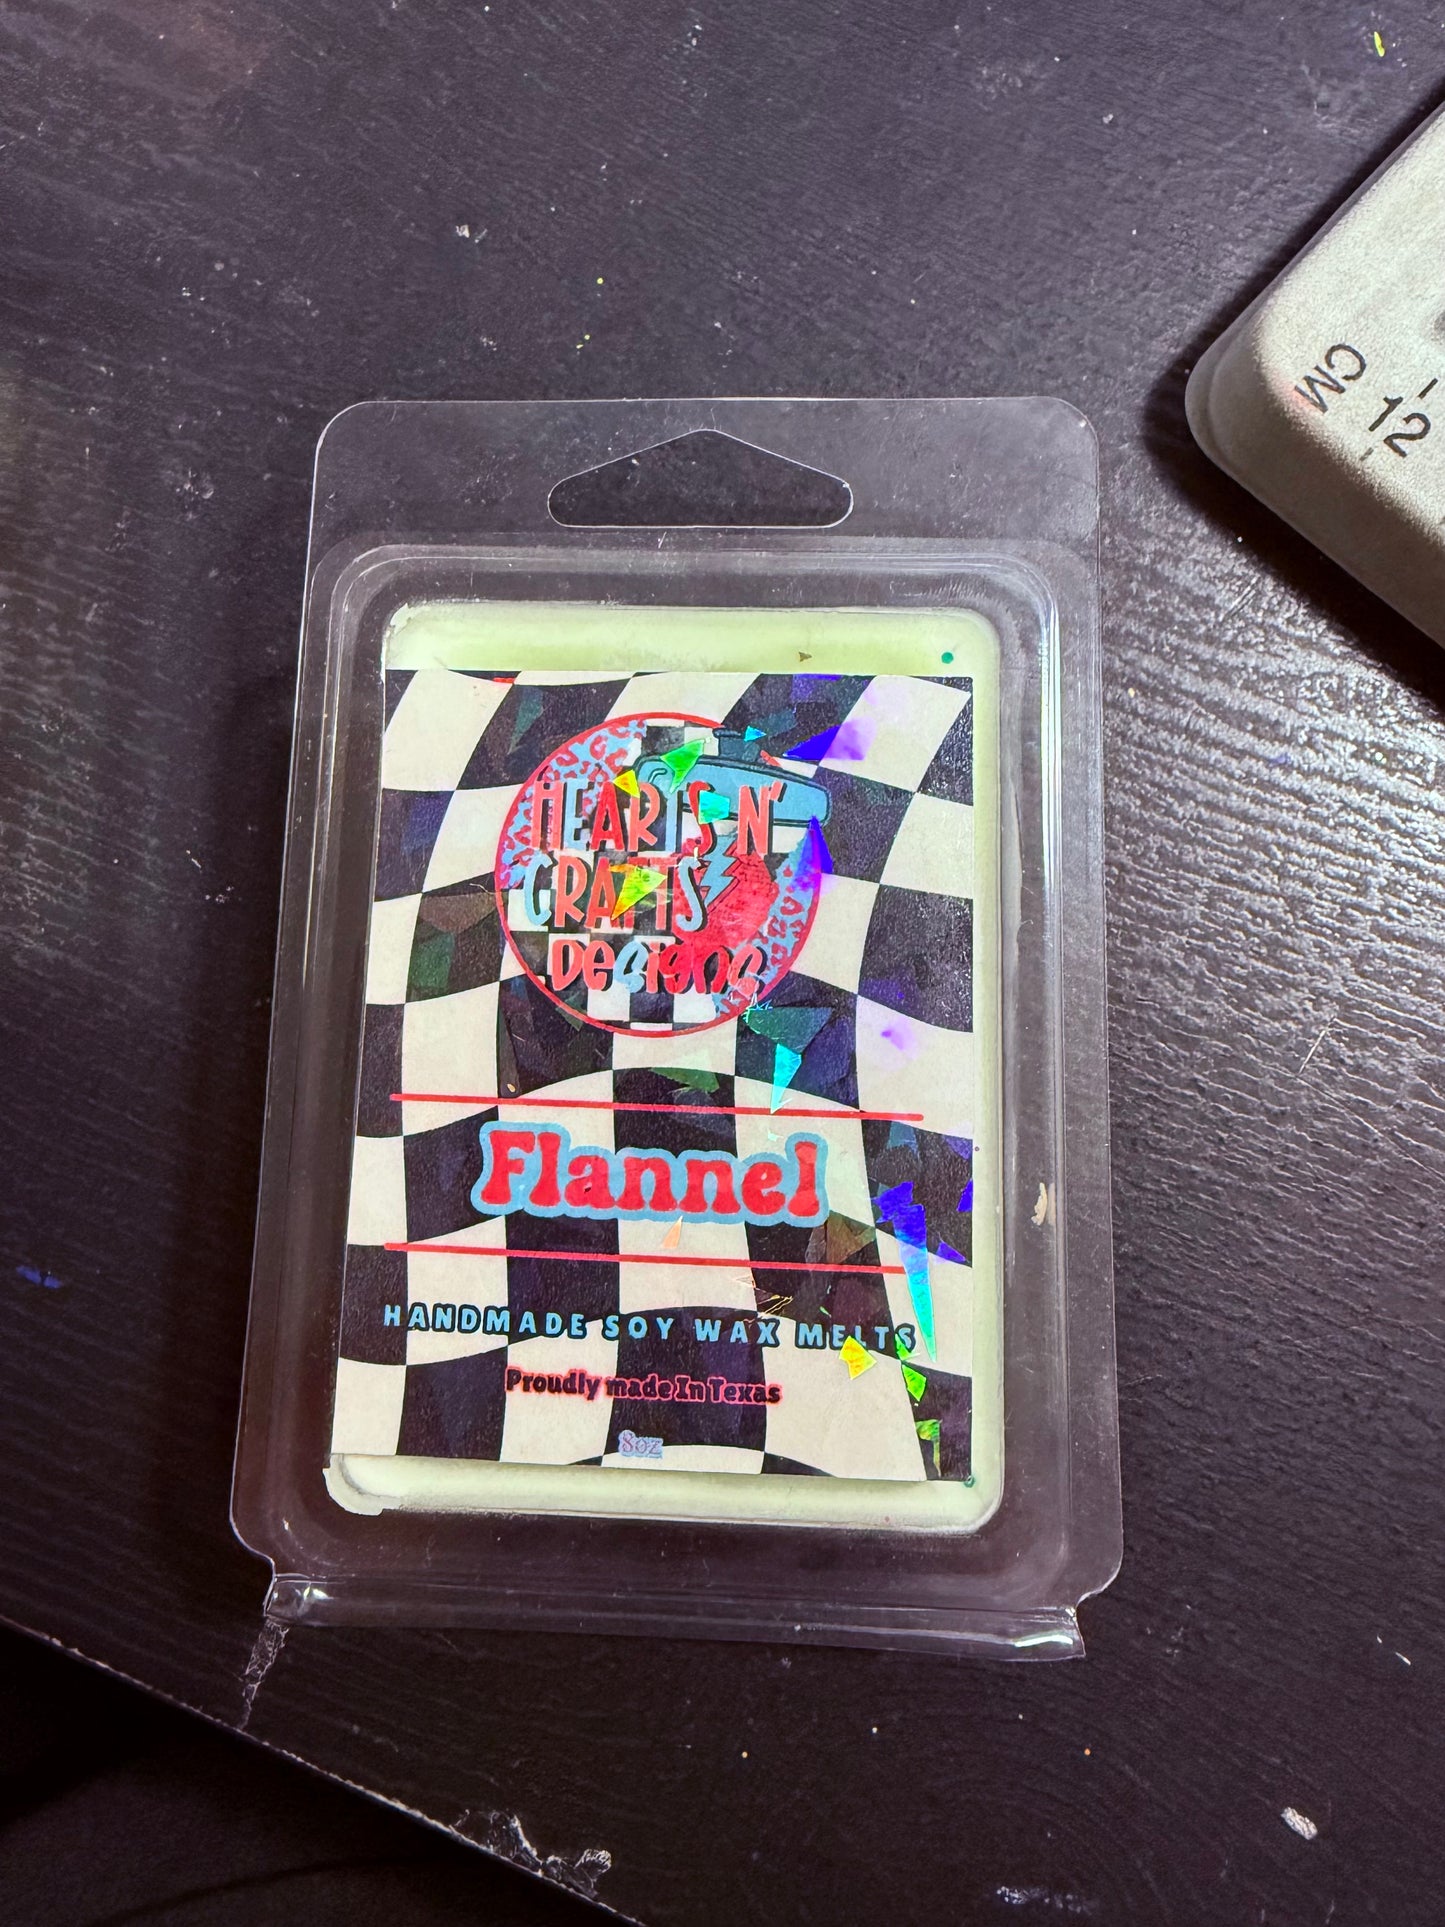 HEARTS N'
CRAFTS
DESIGNS
Flannel
HANDMADE SOY WAX MELTS
Proudly made In Texas
8oz
CM
12